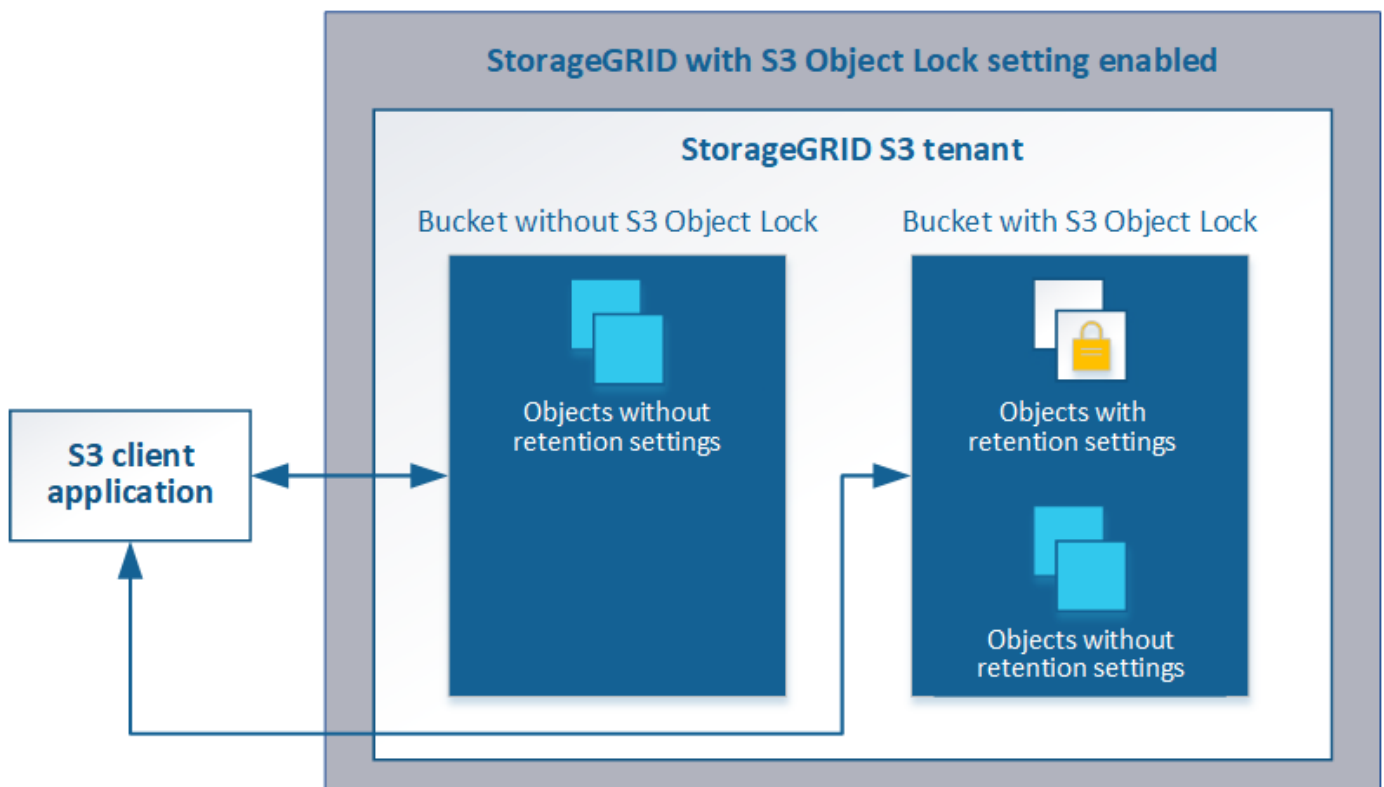 StorageGRID with S3 Object Lock setting enabled
StorageGRID S3 tenant
Bucket without S3 Object Lock
Bucket with S3 Object Lock
S3 client
application
Objects without
retention settings
Objects with
retention settings
Objects without
retention settings